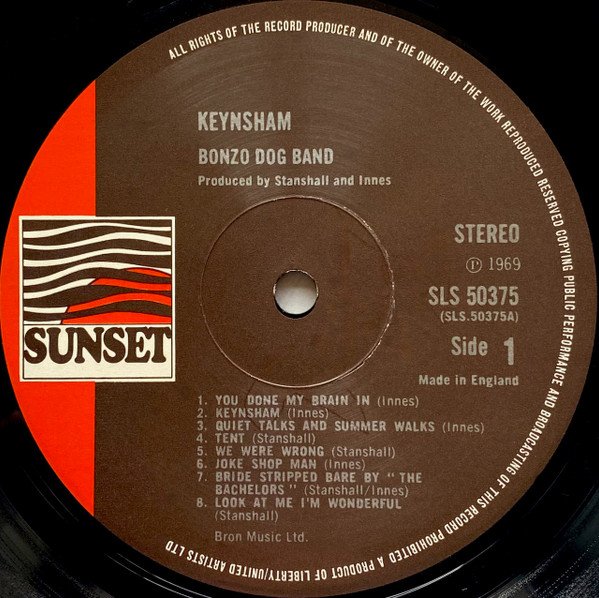 ALL RIGHTS OF THE RECORD PRODUCER AND OF THE OWNER OF THE WORK REPRODUCED RESERVED COPYING PUBLIC PERFORMANCE AND BROADCASTING OF THIS RECORD PROHIBITED A PRODUCT OF LIBERTY/UNITED ARTISTS LTD
KEYNSHAM
BONZO DOG BAND
Produced by Stanshall and Innes
SUNSET
STEREO
Ⓟ 1969
SLS 50375
(SLS.50375A)
Side 1
Made in England
1. YOU DONE MY BRAIN IN (Innes)
2. KEYNSHAM (Innes)
3. QUIET TALKS AND SUMMER WALKS (Innes)
4. TENT (Stanshall)
5. WE WERE WRONG (Stanshall)
6. JOKE SHOP MAN (Innes)
7. BRIDE STRIPPED BARE BY "THE
BACHELORS" (Stanshall/Innes)
8. LOOK AT ME I'M WONDERFUL
(Stanshall)
Bron Music Ltd.